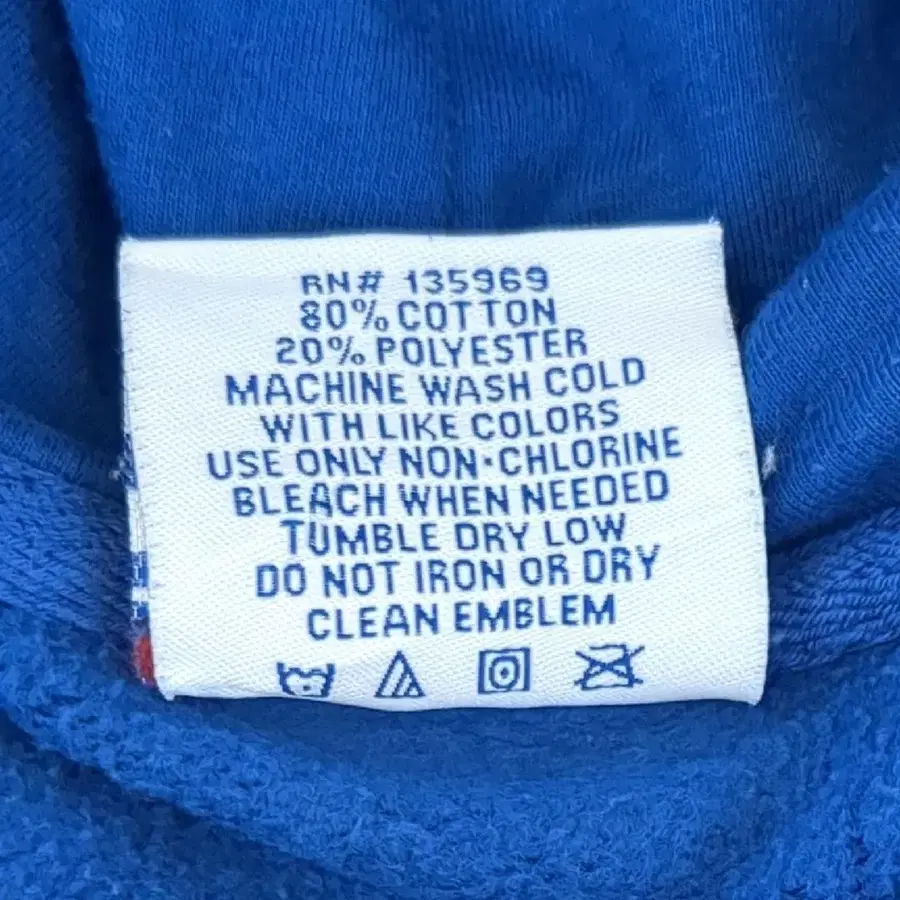 RN# 135969
80% COTTON
20% POLYESTER
MACHINE WASH COLD
WITH LIKE COLORS
USE ONLY NON-CHLORINE
BLEACH WHEN NEEDED
TUMBLE DRY LOW
DO NOT IRON OR DRY
CLEAN EMBLEM